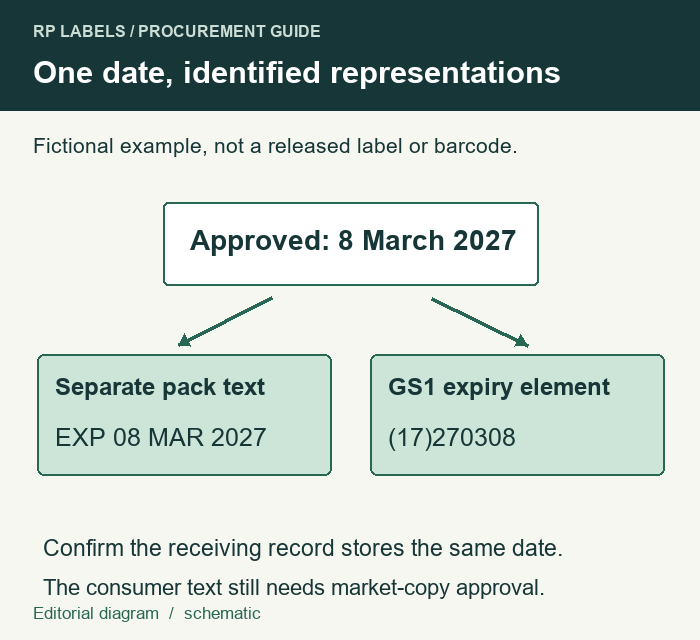 RP LABELS / PROCUREMENT GUIDE
One date, identified representations
Fictional example, not a released label or barcode.
Approved: 8 March 2027
Separate pack text
EXP 08 MAR 2027
GS1 expiry element
(17)270308
Confirm the receiving record stores the same date.
The consumer text still needs market-copy approval.
Editorial diagram / schematic